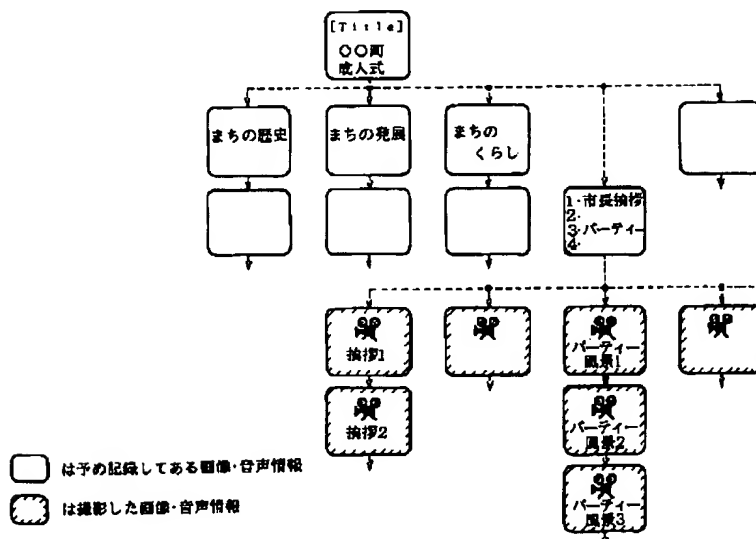 [Title]
○○町
成人式
まちの歴史
まちの発展
まちの
くらし
1・市長挨拶
2・
3・パーティー
4・
挨拶1
パーティー
風景1
挨拶2
パーティー
風景2
パーティー
風景3
は予め記録してある画像・音声情報
は撮影した画像・音声情報